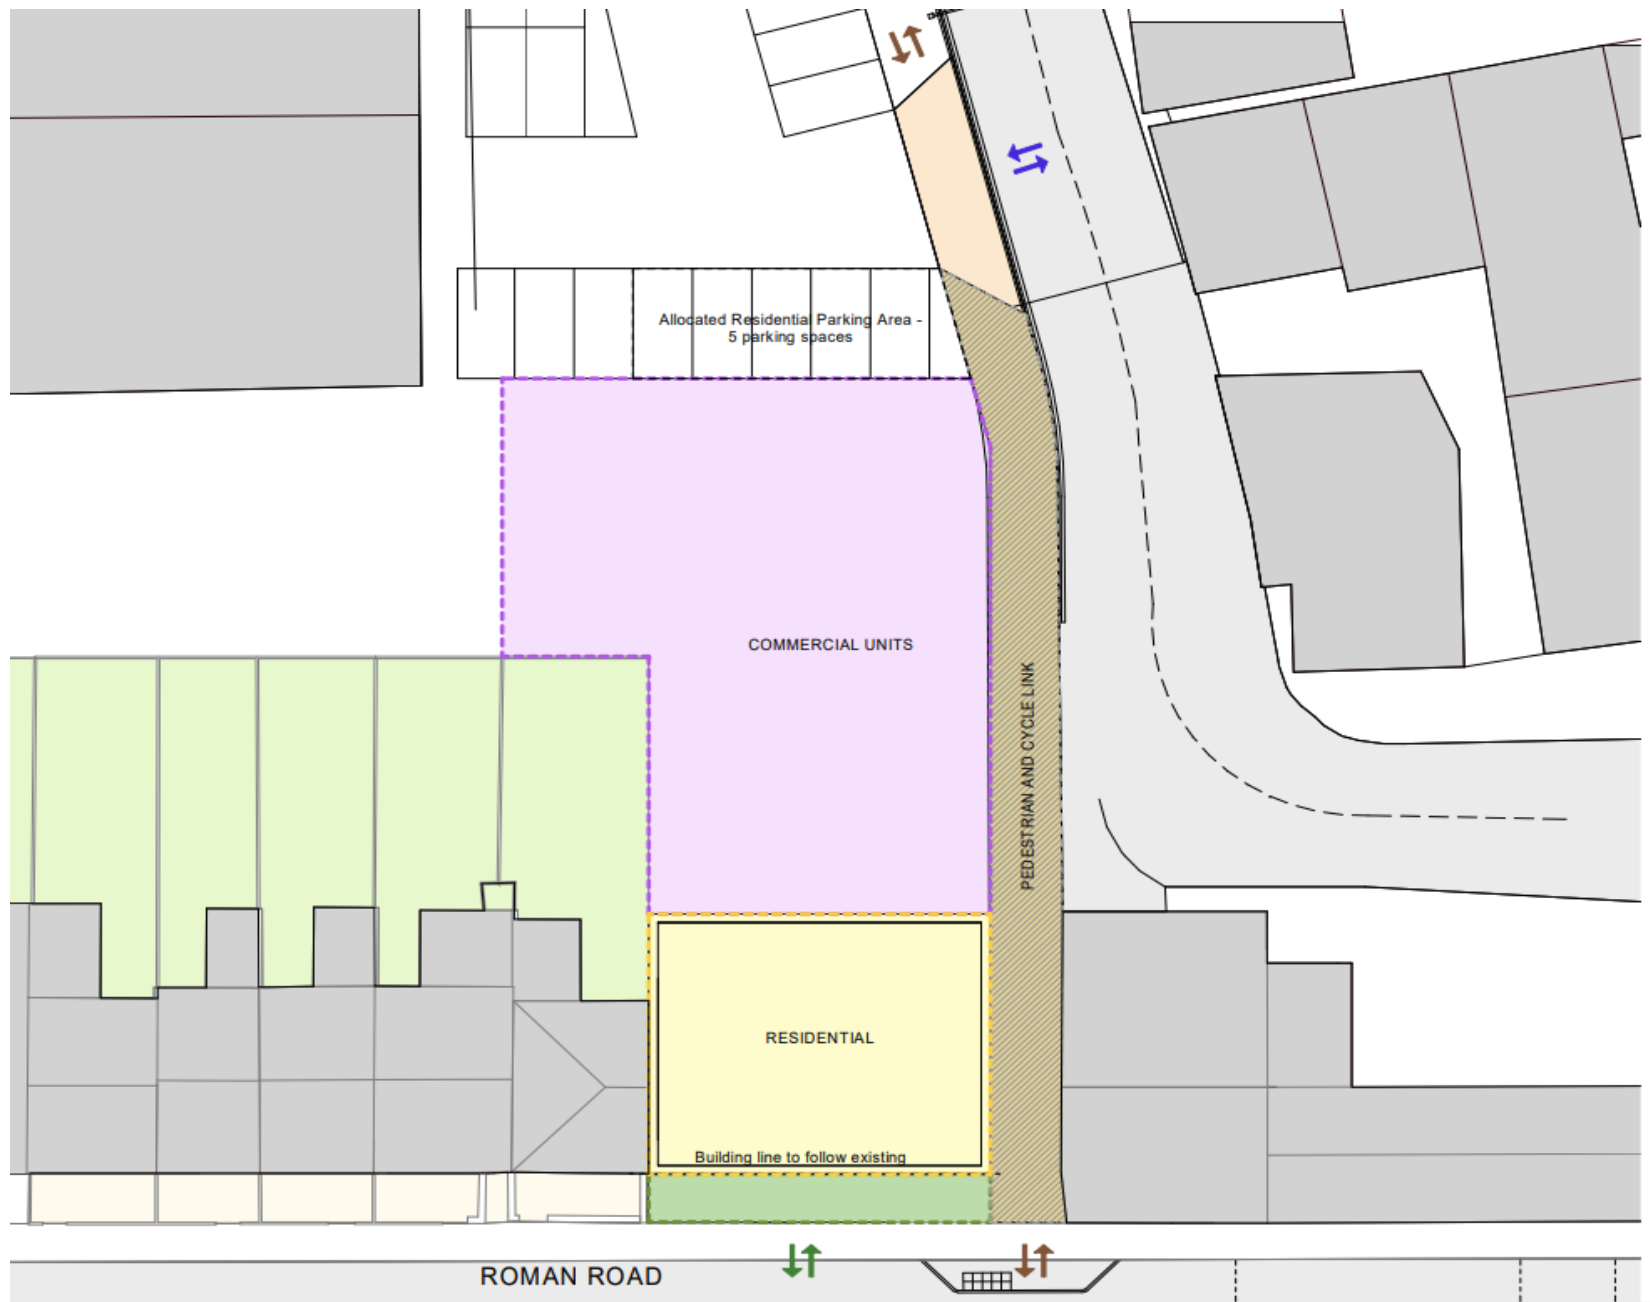 Allocated Residential Parking Area -
5 parking spaces
COMMERCIAL UNITS
PEDESTRIAN AND CYCLE LINK
RESIDENTIAL
Building line to follow existing
ROMAN ROAD